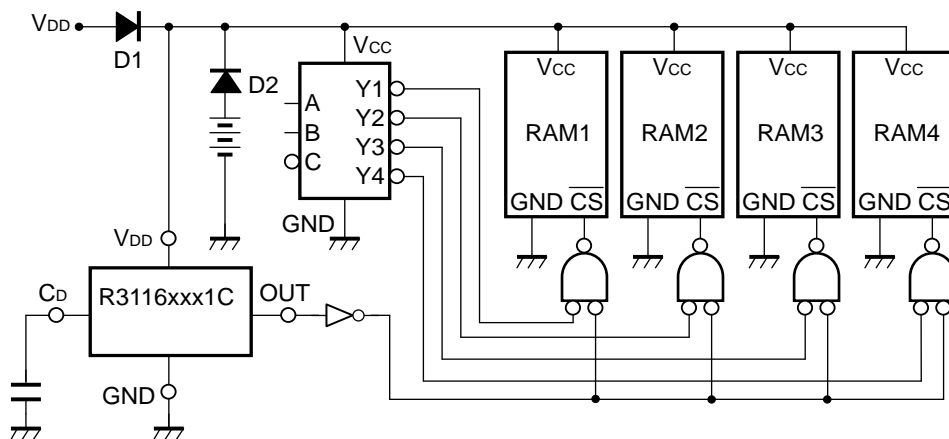 VDD
D1
D2
VCC
A
B
C
Y1
Y2
Y3
Y4
GND
VCC
RAM1
GND CS
VCC
RAM2
GND CS
VCC
RAM3
GND CS
VCC
RAM4
GND CS
VDD
CD
R3116xxx1C
OUT
GND